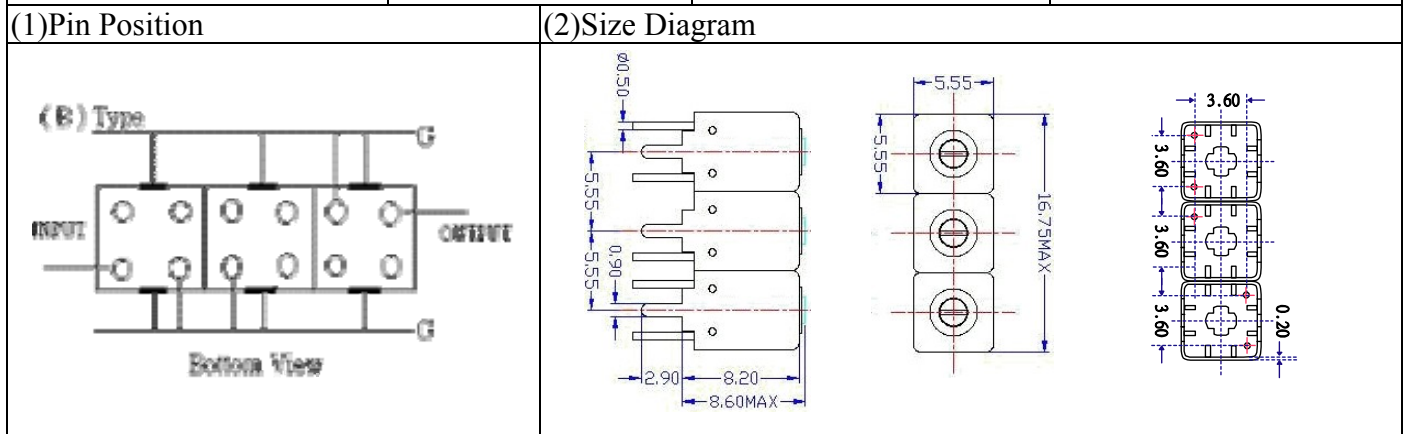 (1)Pin Position
(2)Size Diagram
(B) Type
G
INPUT
OUTPUT
G
Bottom View
Ø0.50
5.55
5.55
0.90
2.90
8.20
8.60MAX
5.55
5.55
16.75MAX
3.60
3.60
3.60
3.60
0.20